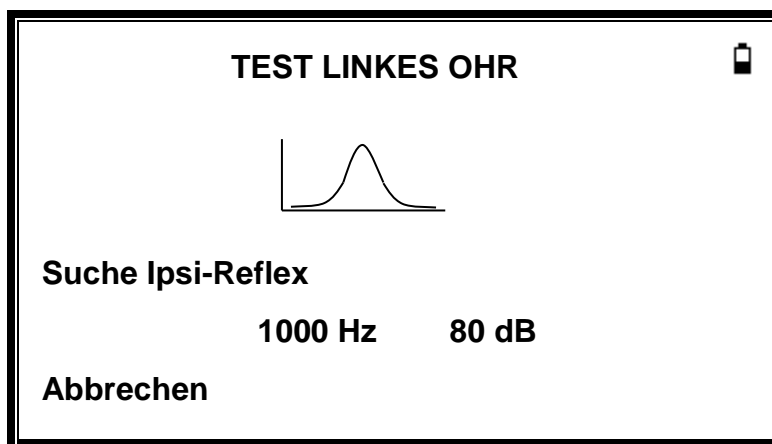 TEST LINKES OHR
Suche Ipsi-Reflex
1000 Hz 80 dB
Abbrechen